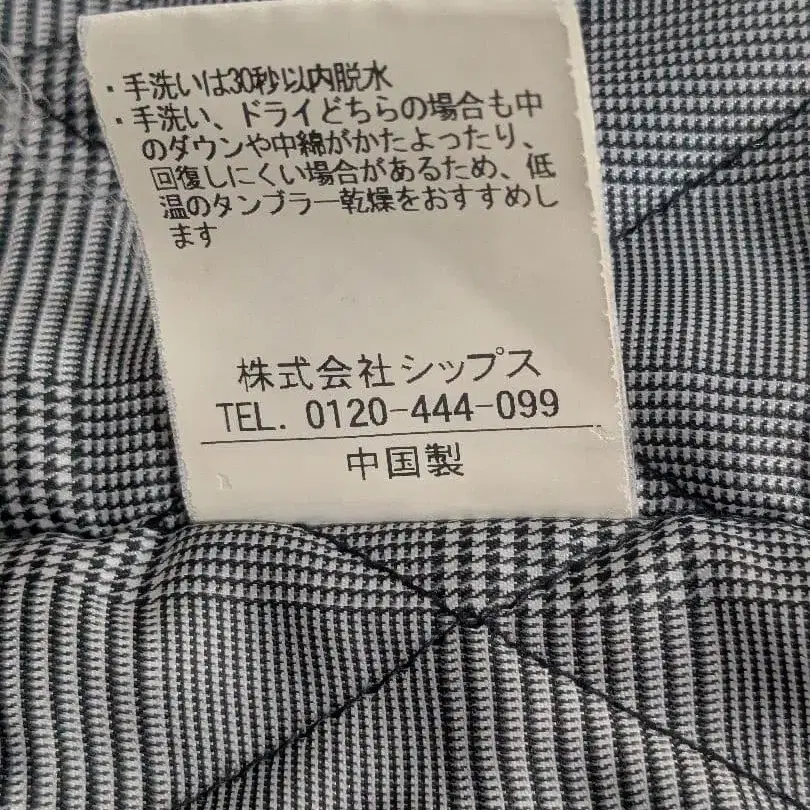 ・手洗いは30秒以内脱水
・手洗い、ドライどちらの場合も中
のダウンや中綿がかたよったり、
回復しにくい場合があるため、低
温のタンブラー乾燥をおすすめし
ます
株式会社シップス
TEL. 0120-444-099
中国製